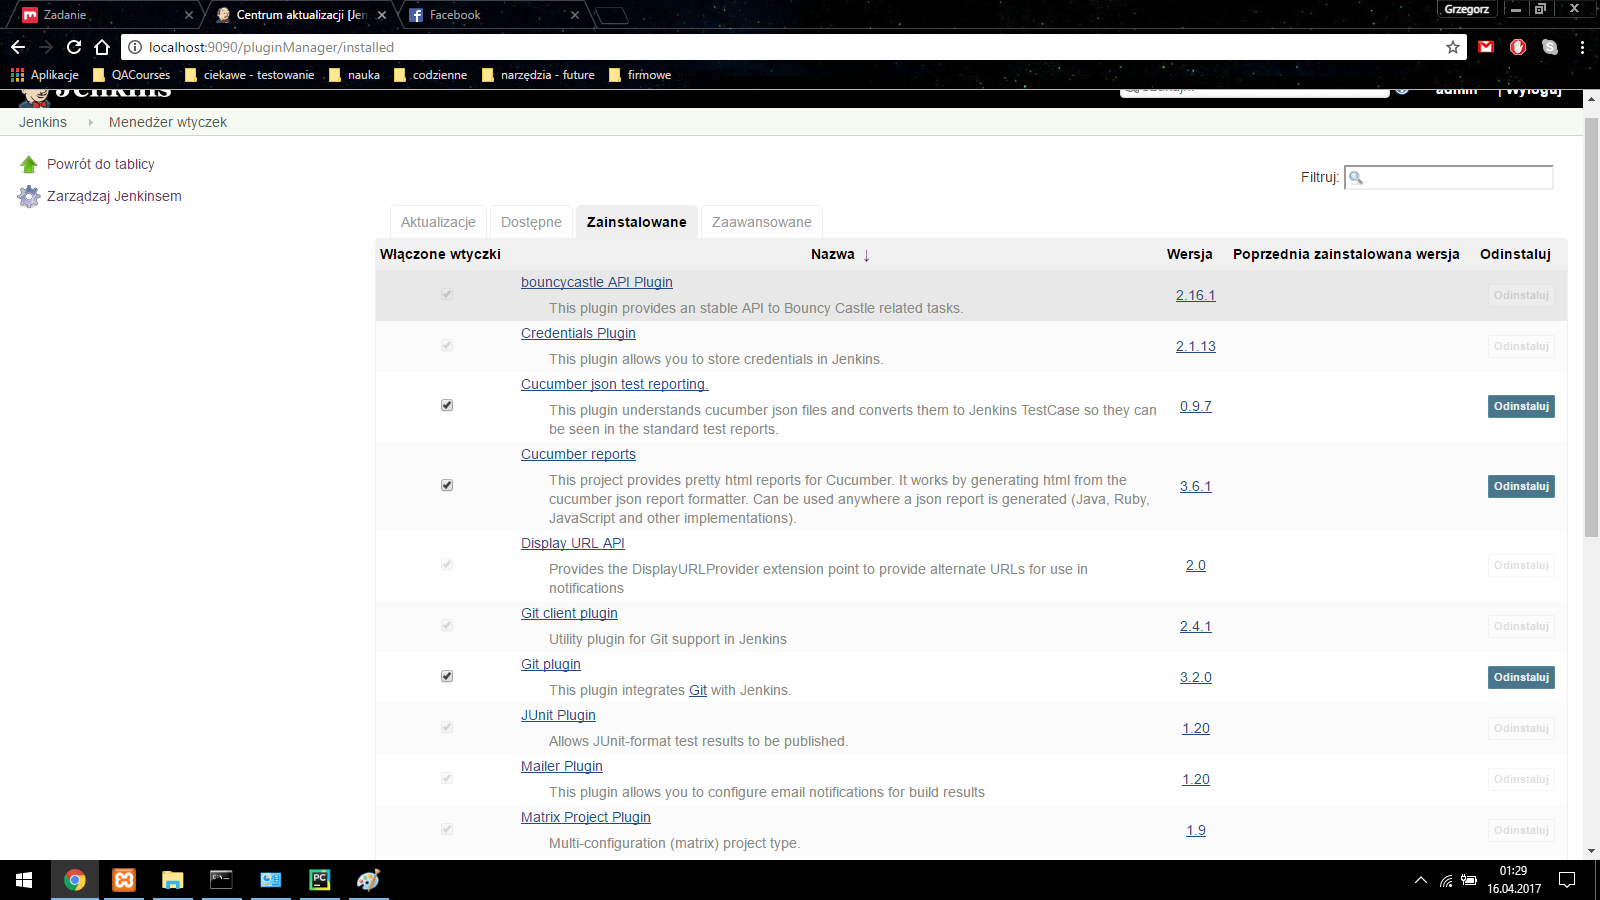 Zadanie
Centrum aktualizacji [Jen
Facebook
Grzegorz
localhost:9090/pluginManager/installed
Aplikacje
QACourses
ciekawe - testowanie
nauka
codzienne
narzędzia - future
firmowe
Jenkins
admin
| Wyloguj
Jenkins
Menedżer wtyczek
Powrót do tablicy
Zarządzaj Jenkinsem
Filtruj:
Aktualizacje
Dostępne
Zainstalowane
Zaawansowane
Włączone wtyczki
Nazwa ↓
Wersja
Poprzednia zainstalowana wersja
Odinstaluj
bouncycastle API Plugin
This plugin provides an stable API to Bouncy Castle related tasks.
2.16.1
Odinstaluj
Credentials Plugin
This plugin allows you to store credentials in Jenkins.
2.1.13
Odinstaluj
Cucumber json test reporting.
This plugin understands cucumber json files and converts them to Jenkins TestCase so they can
be seen in the standard test reports.
0.9.7
Odinstaluj
Cucumber reports
This project provides pretty html reports for Cucumber. It works by generating html from the
cucumber json report formatter. Can be used anywhere a json report is generated (Java, Ruby,
JavaScript and other implementations).
3.6.1
Odinstaluj
Display URL API
Provides the DisplayURLProvider extension point to provide alternate URLs for use in
notifications
2.0
Odinstaluj
Git client plugin
Utility plugin for Git support in Jenkins
2.4.1
Odinstaluj
Git plugin
This plugin integrates Git with Jenkins.
3.2.0
Odinstaluj
JUnit Plugin
Allows JUnit-format test results to be published.
1.20
Odinstaluj
Mailer Plugin
This plugin allows you to configure email notifications for build results
1.20
Odinstaluj
Matrix Project Plugin
Multi-configuration (matrix) project type.
1.9
Odinstaluj
01:29
16.04.2017